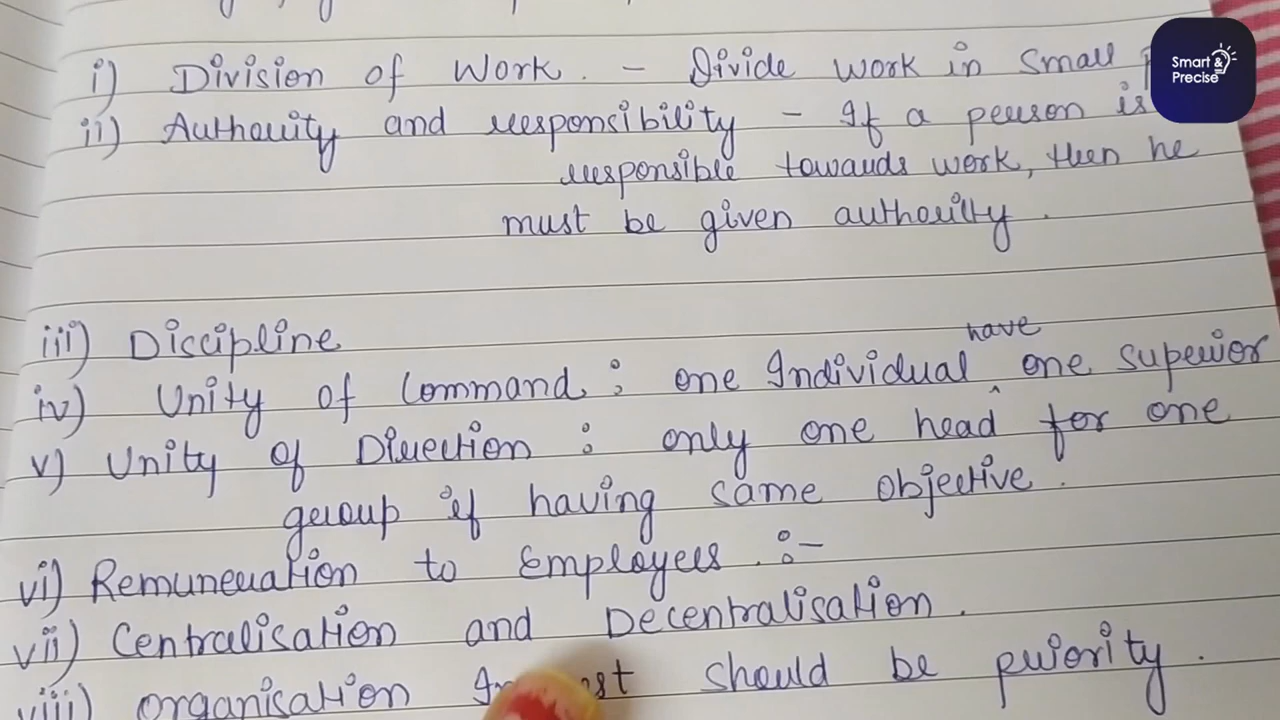 i) Division of Work. - Divide work in Small
Smart &
Precise
ii) Authority and responsibility - If a person is
responsible towards work, then he
must be given authority.
iii) Discipline
have
iv) Unity of Command : one Individual ^ one superior
v) Unity of Direction : only one head for one
group if having same objective.
vi) Remuneration to Employees. :-
vii) Centralisation and Decentralisation.
viii) organisation should be priority.